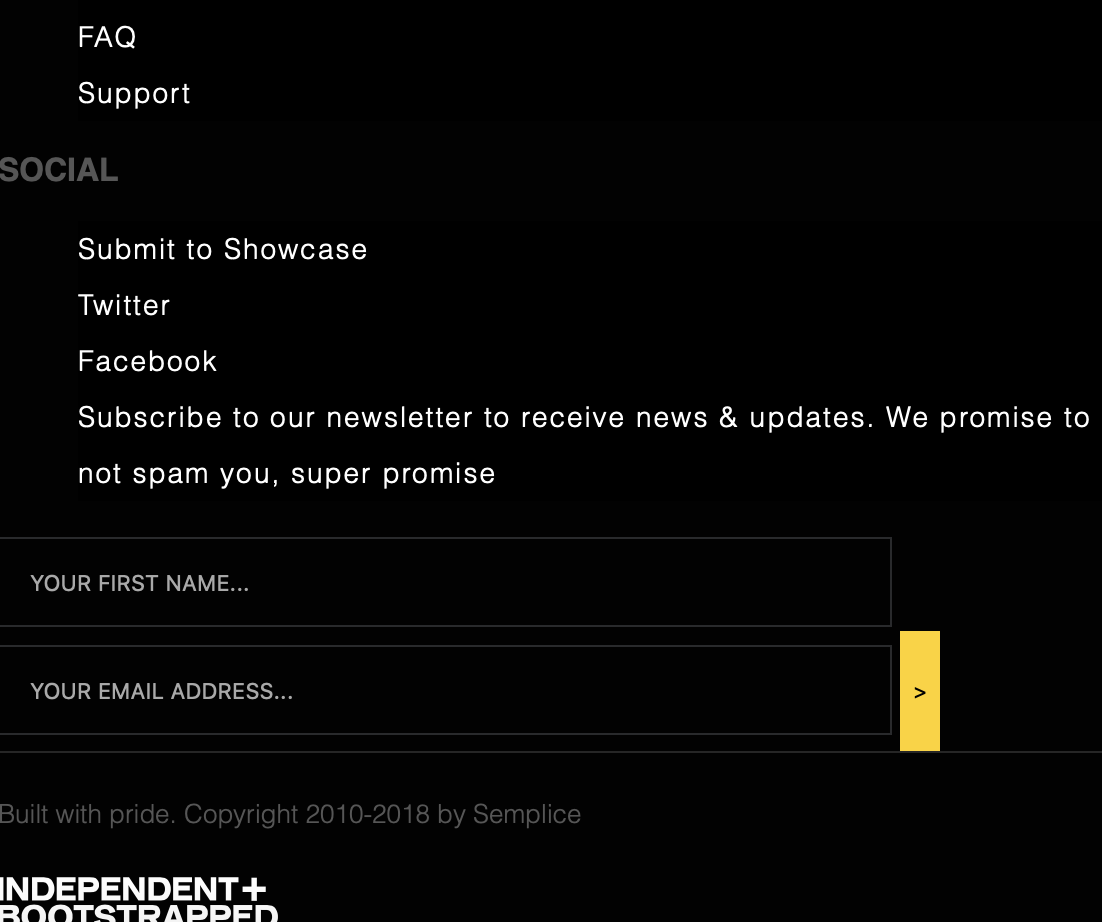 FAQ
Support
SOCIAL
Submit to Showcase
Twitter
Facebook
Subscribe to our newsletter to receive news & updates. We promise to
not spam you, super promise
YOUR FIRST NAME...
YOUR EMAIL ADDRESS...
>
Built with pride. Copyright 2010-2018 by Semplice
INDEPENDENT+
BOOTSTRAPPED